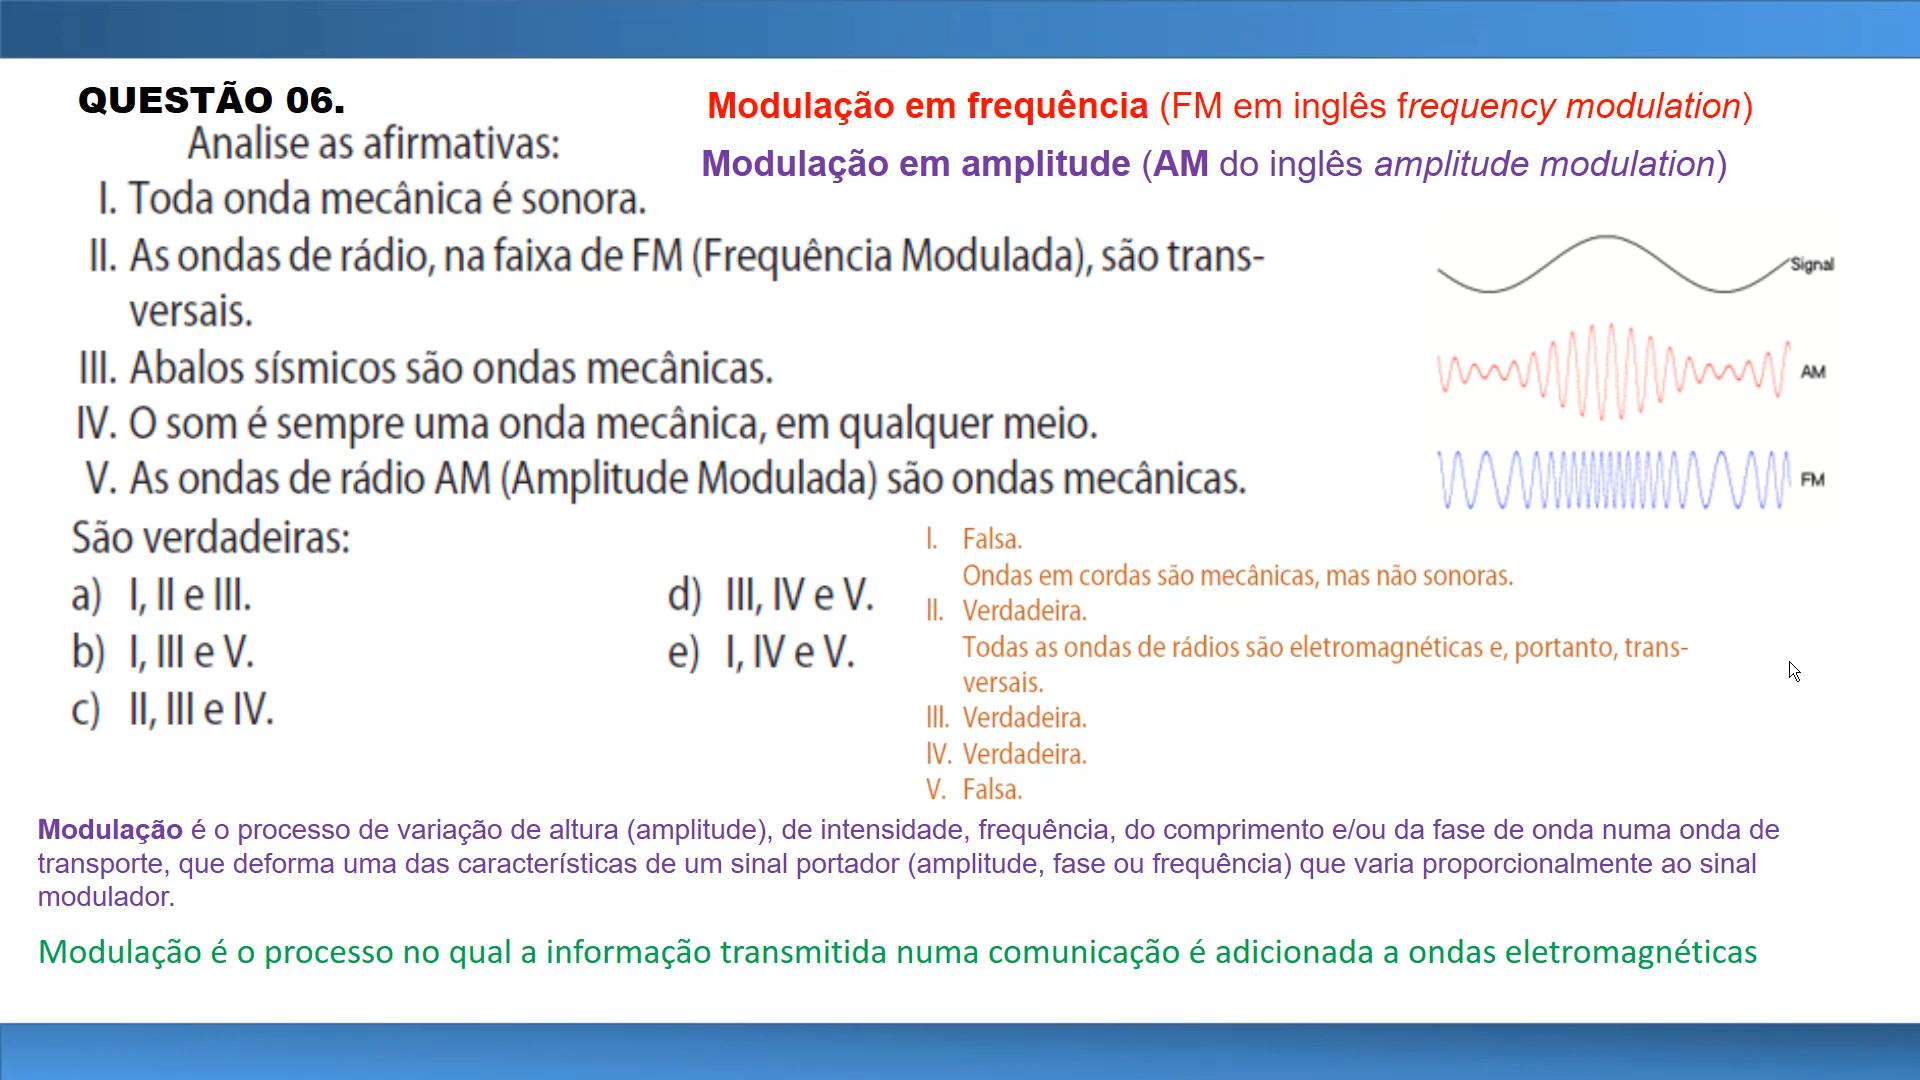 QUESTÃO 06.
Analise as afirmativas:
I. Toda onda mecânica é sonora.
II. As ondas de rádio, na faixa de FM (Frequência Modulada), são trans-
versais.
III. Abalos sísmicos são ondas mecânicas.
IV. O som é sempre uma onda mecânica, em qualquer meio.
V. As ondas de rádio AM (Amplitude Modulada) são ondas mecânicas.
São verdadeiras:
a) I, II e III.
b) I, III e V.
c) II, III e IV.
d) III, IV e V.
e) I, IV e V.
Modulação em frequência (FM em inglês frequency modulation)
Modulação em amplitude (AM do inglês amplitude modulation)
Signal
AM
FM
I. Falsa.
Ondas em cordas são mecânicas, mas não sonoras.
II. Verdadeira.
Todas as ondas de rádios são eletromagnéticas e, portanto, trans-
versais.
III. Verdadeira.
IV. Verdadeira.
V. Falsa.
Modulação é o processo de variação de altura (amplitude), de intensidade, frequência, do comprimento e/ou da fase de onda numa onda de
transporte, que deforma uma das características de um sinal portador (amplitude, fase ou frequência) que varia proporcionalmente ao sinal
modulador.
Modulação é o processo no qual a informação transmitida numa comunicação é adicionada a ondas eletromagnéticas